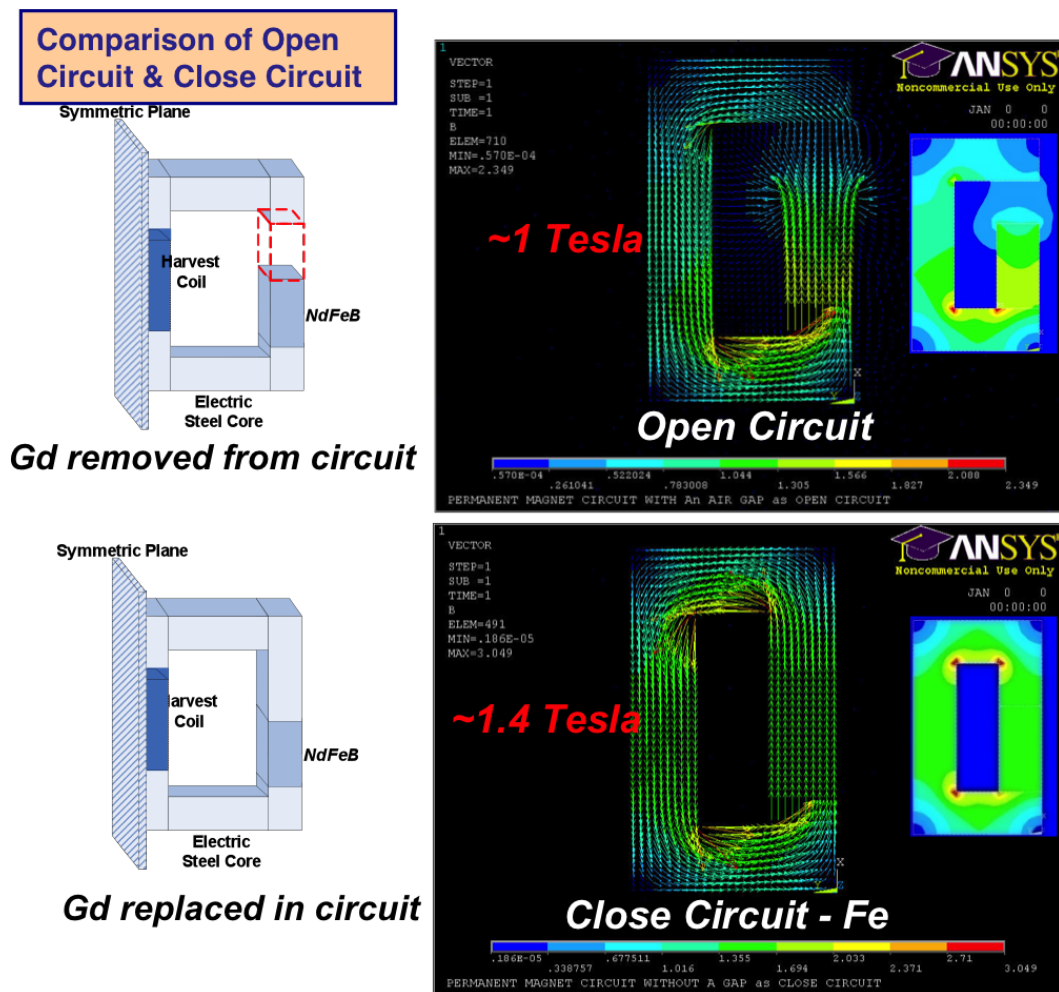 Comparison of Open
Circuit & Close Circuit
Symmetric Plane
Harvest
Coil
NdFeB
Electric
Steel Core
Gd removed from circuit
1
VECTOR
STEP=1
SUB =1
TIME=1
B
ELEM=710
MIN=.570E-04
MAX=2.349
ANSYS
Noncommercial Use Only
JAN 0 0
00:00:00
~1 Tesla
X
Y
Open Circuit
.570E-04 .522024 1.044 1.566 2.088
.261041 .783008 1.305 1.827 2.349
PERMANENT MAGNET CIRCUIT WITH An AIR GAP as OPEN CIRCUIT
Symmetric Plane
Harvest
Coil
NdFeB
Electric
Steel Core
Gd replaced in circuit
1
VECTOR
STEP=1
SUB =1
TIME=1
B
ELEM=491
MIN=.186E-05
MAX=3.049
ANSYS
Noncommercial Use Only
JAN 0 0
00:00:00
~1.4 Tesla
X
Y
Close Circuit - Fe
.186E-05 .677511 1.355 2.033 2.71
.338757 1.016 1.694 2.371 3.049
PERMANENT MAGNET CIRCUIT WITHOUT A GAP as CLOSE CIRCUIT